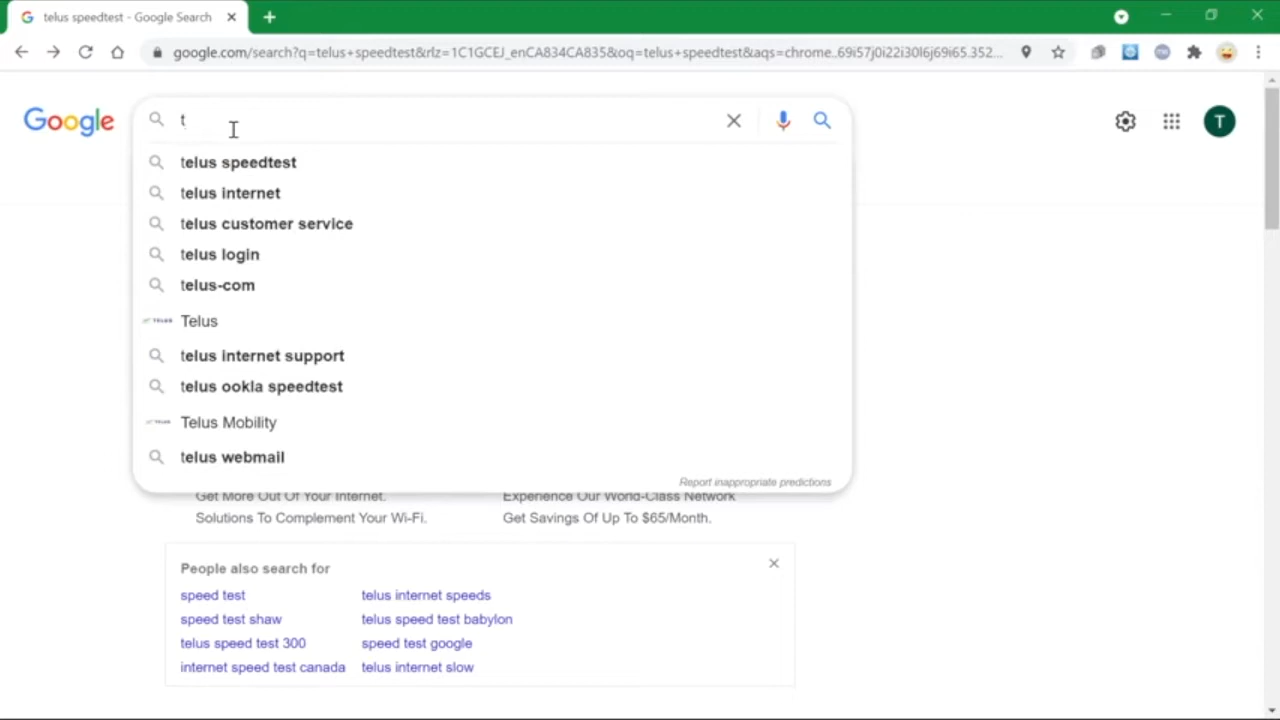 telus speedtest - Google Search
google.com/search?q=telus+speedtest&rlz=1C1GCEJ_enCA834CA835&oq=telus+speedtest&aqs=chrome..69i57j0i22i30l6j69i65.352...
Google
t
T
telus speedtest
telus internet
telus customer service
telus login
telus-com
TELUS Telus
telus internet support
telus ookla speedtest
Telus Mobility
telus webmail
Report inappropriate predictions
Get More Out Of Your Internet. Experience Our World-Class Network
Solutions To Complement Your Wi-Fi. Get Savings Of Up To $65/Month.
People also search for
speed test telus internet speeds
speed test shaw telus speed test babylon
telus speed test 300 speed test google
internet speed test canada telus internet slow